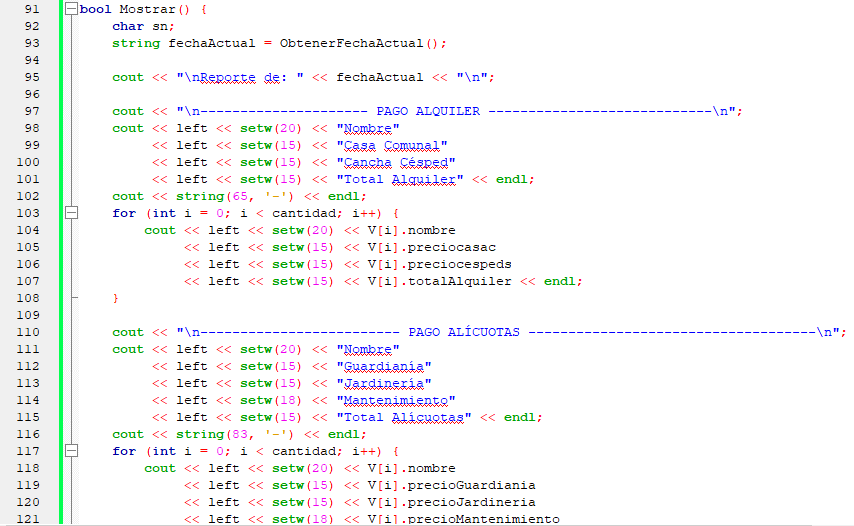 91 bool Mostrar() {
92 char sn;
93 string fechaActual = ObtenerFechaActual();
94
95 cout << "\nReporte de: " << fechaActual << "\n";
96
97 cout << "\n--------------------- PAGO ALQUILER ----------------------------\n";
98 cout << left << setw(20) << "Nombre"
99 << left << setw(15) << "Casa Comunal"
100 << left << setw(15) << "Cancha Césped"
101 << left << setw(15) << "Total Alquiler" << endl;
102 cout << string(65, '-') << endl;
103 for (int i = 0; i < cantidad; i++) {
104 cout << left << setw(20) << V[i].nombre
105 << left << setw(15) << V[i].preciocasac
106 << left << setw(15) << V[i].preciocespeds
107 << left << setw(15) << V[i].totalAlquiler << endl;
108 }
109
110 cout << "\n------------------------- PAGO ALÍCUOTAS ------------------------------------\n";
111 cout << left << setw(20) << "Nombre"
112 << left << setw(15) << "Guardianía"
113 << left << setw(15) << "Jardinería"
114 << left << setw(18) << "Mantenimiento"
115 << left << setw(15) << "Total Alícuotas" << endl;
116 cout << string(83, '-') << endl;
117 for (int i = 0; i < cantidad; i++) {
118 cout << left << setw(20) << V[i].nombre
119 << left << setw(15) << V[i].precioGuardiania
120 << left << setw(15) << V[i].precioJardineria
121 << left << setw(18) << V[i].precioMantenimiento